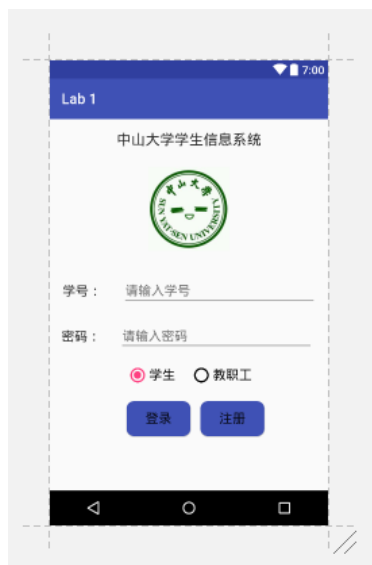 7:00
Lab 1
中山大学学生信息系统
中山大学
SUN YAT-SEN UNIVERSITY
学号：
请输入学号
密码：
请输入密码
学生 教职工
登录 注册